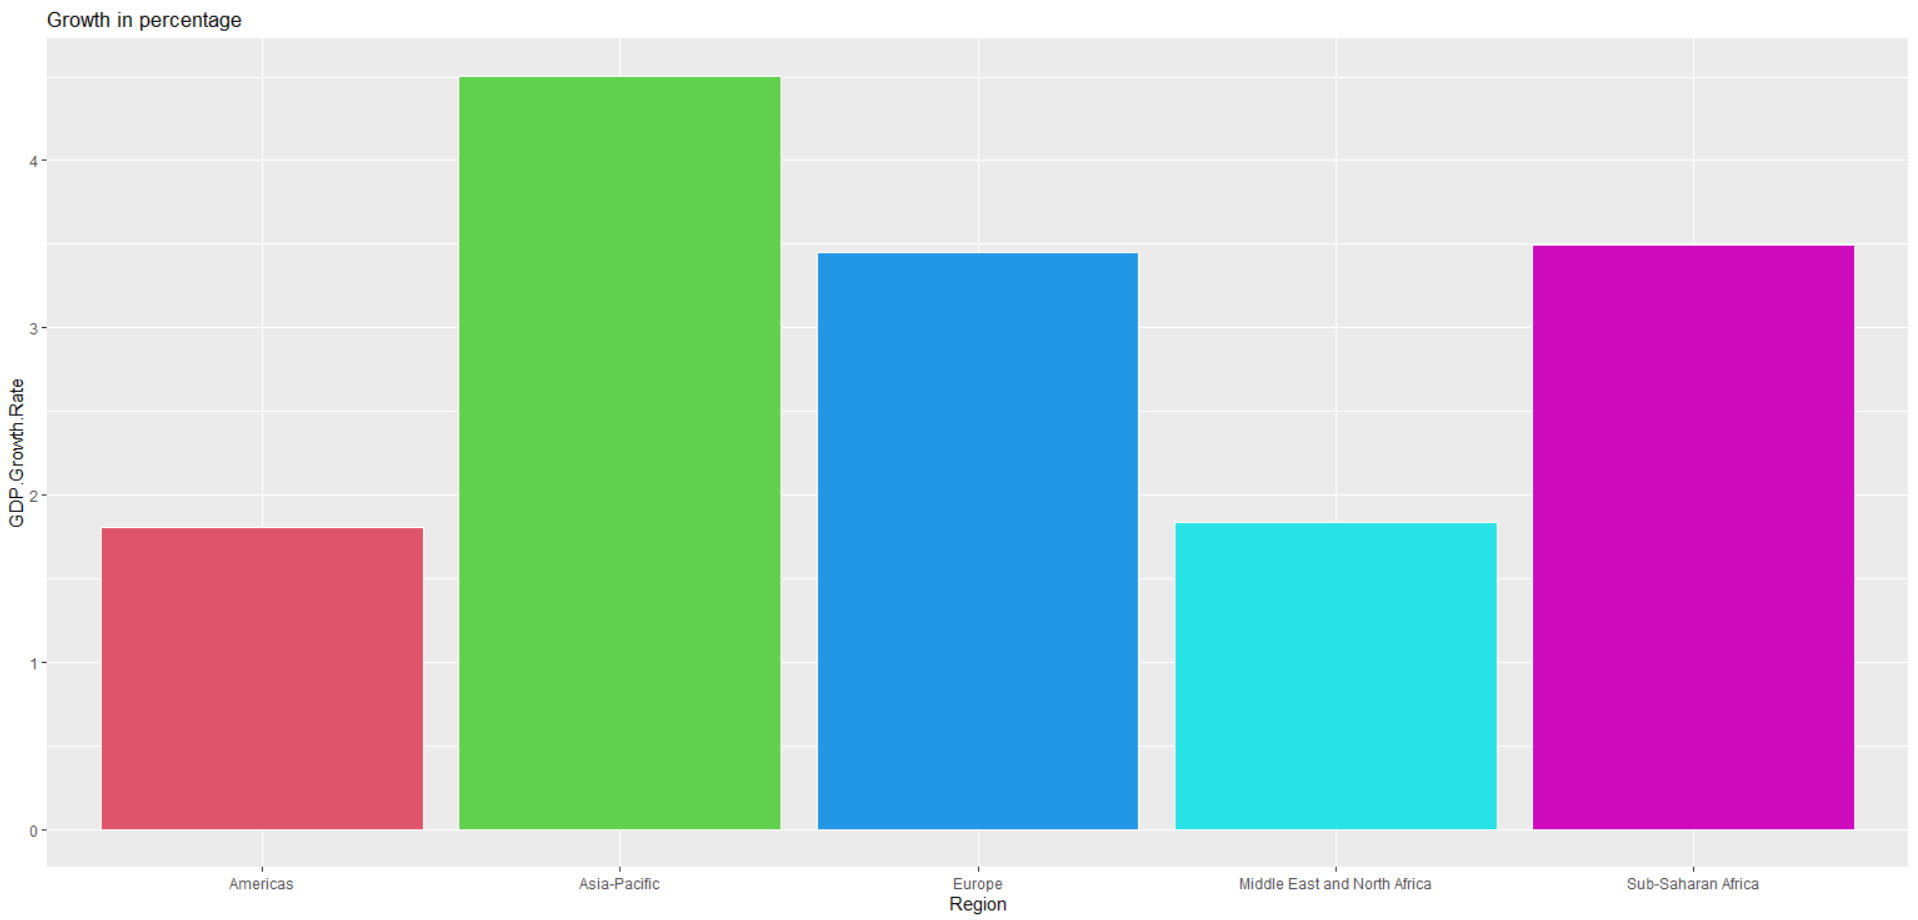 Growth in percentage
GDP.Growth.Rate
4
3
2
1
0
Americas
Asia-Pacific
Europe
Middle East and North Africa
Sub-Saharan Africa
Region